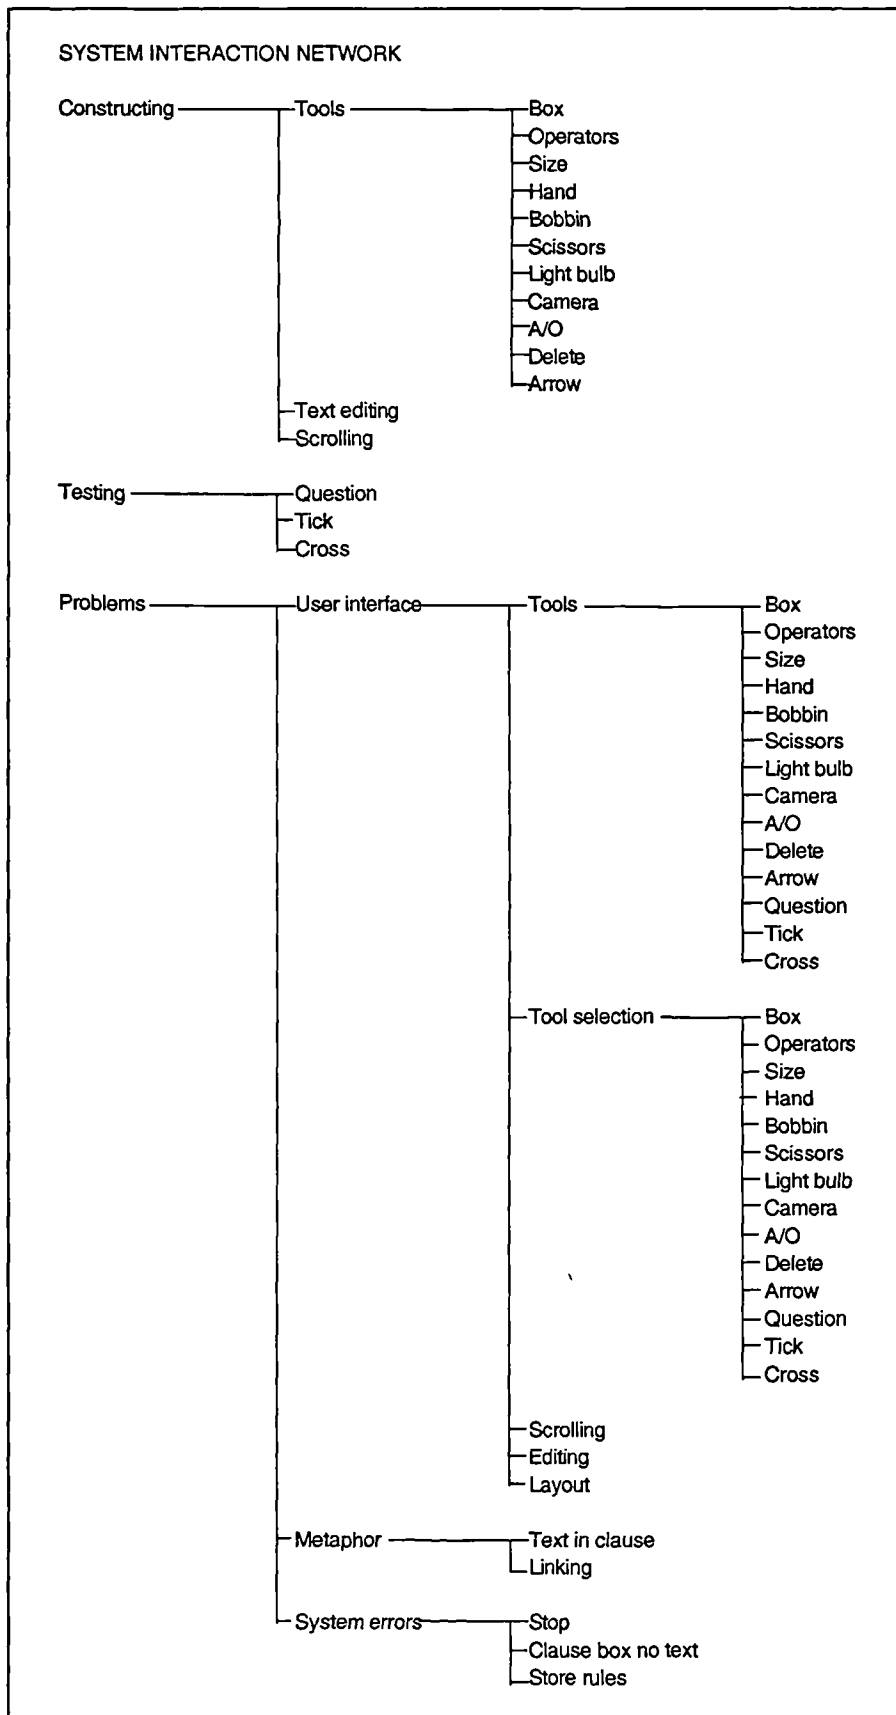 SYSTEM INTERACTION NETWORK
Constructing Tools Box
Operators
Size
Hand
Bobbin
Scissors
Light bulb
Camera
A/O
Delete
Arrow
Text editing
Scrolling
Testing Question
Tick
Cross
Problems User interface Tools Box
Operators
Size
Hand
Bobbin
Scissors
Light bulb
Camera
A/O
Delete
Arrow
Question
Tick
Cross
Tool selection Box
Operators
Size
Hand
Bobbin
Scissors
Light bulb
Camera
A/O
Delete
Arrow
Question
Tick
Cross
Scrolling
Editing
Layout
Metaphor Text in clause
Linking
System errors Stop
Clause box no text
Store rules